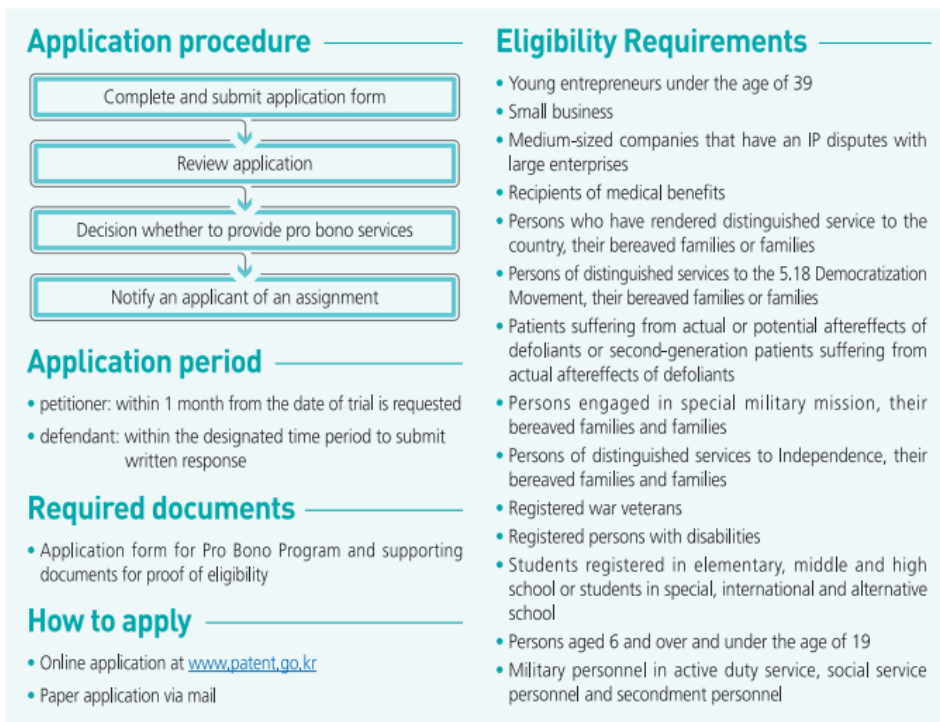 Application procedure
Complete and submit application form
Review application
Decision whether to provide pro bono services
Notify an applicant of an assignment
Application period
• petitioner: within 1 month from the date of trial is requested
• defendant: within the designated time period to submit
written response
Required documents
• Application form for Pro Bono Program and supporting
documents for proof of eligibility
How to apply
• Online application at www.patent.go.kr
• Paper application via mail
Eligibility Requirements
• Young entrepreneurs under the age of 39
• Small business
• Medium-sized companies that have an IP disputes with
large enterprises
• Recipients of medical benefits
• Persons who have rendered distinguished service to the
country, their bereaved families or families
• Persons of distinguished services to the 5.18 Democratization
Movement, their bereaved families or families
• Patients suffering from actual or potential aftereffects of
defoliants or second-generation patients suffering from
actual aftereffects of defoliants
• Persons engaged in special military mission, their
bereaved families and families
• Persons of distinguished services to Independence, their
bereaved families and families
• Registered war veterans
• Registered persons with disabilities
• Students registered in elementary, middle and high
school or students in special, international and alternative
school
• Persons aged 6 and over and under the age of 19
• Military personnel in active duty service, social service
personnel and secondment personnel